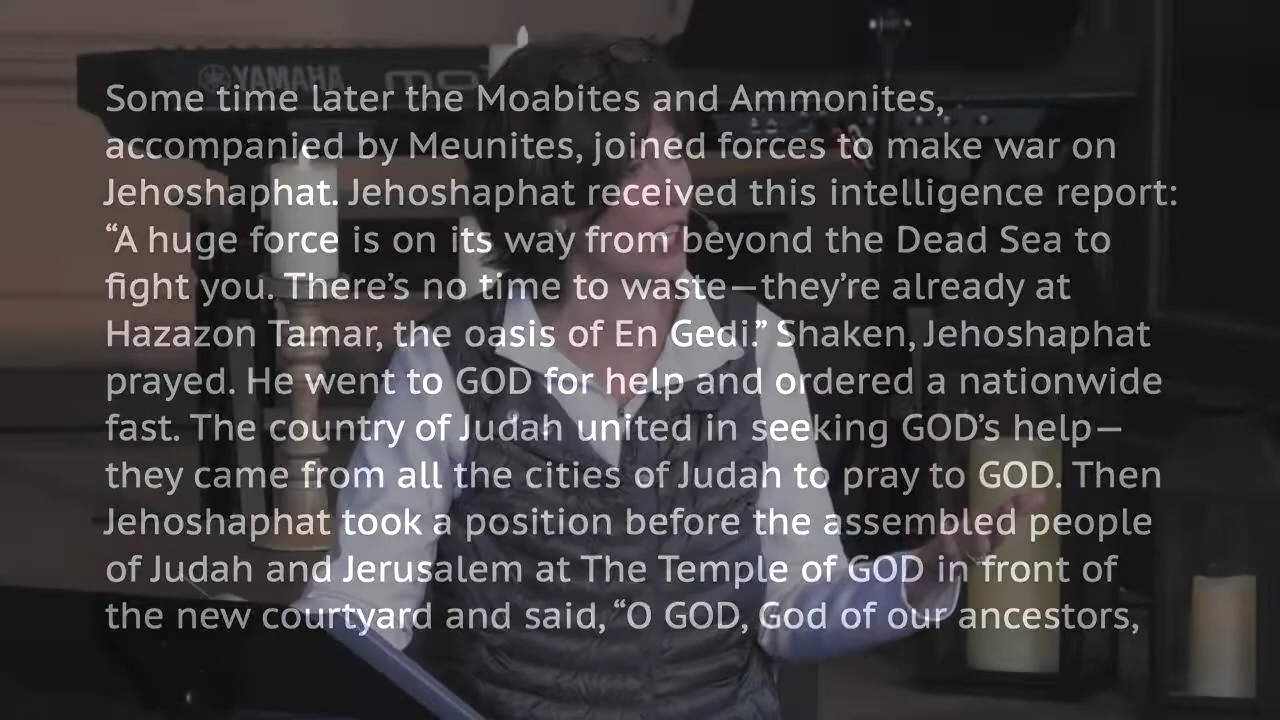 YAMAHA
Some time later the Moabites and Ammonites,
accompanied by Meunites, joined forces to make war on
Jehoshaphat. Jehoshaphat received this intelligence report:
“A huge force is on its way from beyond the Dead Sea to
fight you. There’s no time to waste—they’re already at
Hazazon Tamar, the oasis of En Gedi.” Shaken, Jehoshaphat
prayed. He went to GOD for help and ordered a nationwide
fast. The country of Judah united in seeking GOD’s help—
they came from all the cities of Judah to pray to GOD. Then
Jehoshaphat took a position before the assembled people
of Judah and Jerusalem at The Temple of GOD in front of
the new courtyard and said, “O GOD, God of our ancestors,